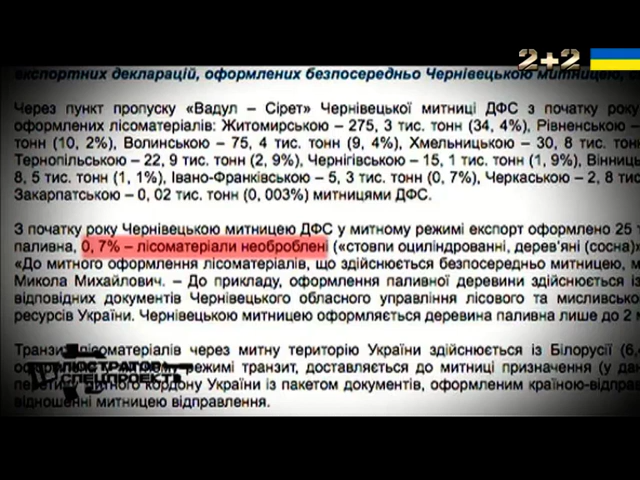 2+2
експортних декларацій, оформлених безпосередньо Чернівецькою митницею,
Через пункт пропуску «Вадул – Сірет» Чернівецької митниці ДФС з початку року
оформлених лісоматеріалів: Житомирською – 275, 3 тис. тонн (34, 4%), Рівненською –
тонн (10, 2%), Волинською – 75, 4 тис. тонн (9, 4%), Хмельницькою – 30, 8 тис. тонн
Тернопільською – 22, 9 тис. тонн (2, 9%), Чернігівською – 15, 1 тис. тонн (1, 9%), Вінниц
8, 5 тис. тонн (1, 1%), Івано-Франківською – 5, 3 тис. тонн (0, 7%), Черкаською – 2, 8 тис
Закарпатською – 0, 02 тис. тонн (0, 003%) митницями ДФС.
З початку року Чернівецькою митницею ДФС у митному режимі експорт оформлено 25 т
паливна, 0, 7% – лісоматеріали необроблені («стовпи оциліндровані, дерев'яні (сосна)»
«До митного оформлення лісоматеріалів, що здійснюється безпосередньо митницею, м
Микола Михайлович. – До прикладу, оформлення паливної деревини здійснюється із
відповідних документів Чернівецького обласного управління лісового та мисливсько
ресурсів України. Чернівецькою митницею оформляється деревина паливна лише до 2 м
Транзит лісоматеріалів через митну територію України здійснюється із Білорусії (6,
режимі транзит, доставляється до митниці призначення (у дан
кордону України із пакетом документів, оформленим країною-відправ
відношенні митницею відправлення.
ЛЮСТРАТОР
СПЕЦПРОЕКТ